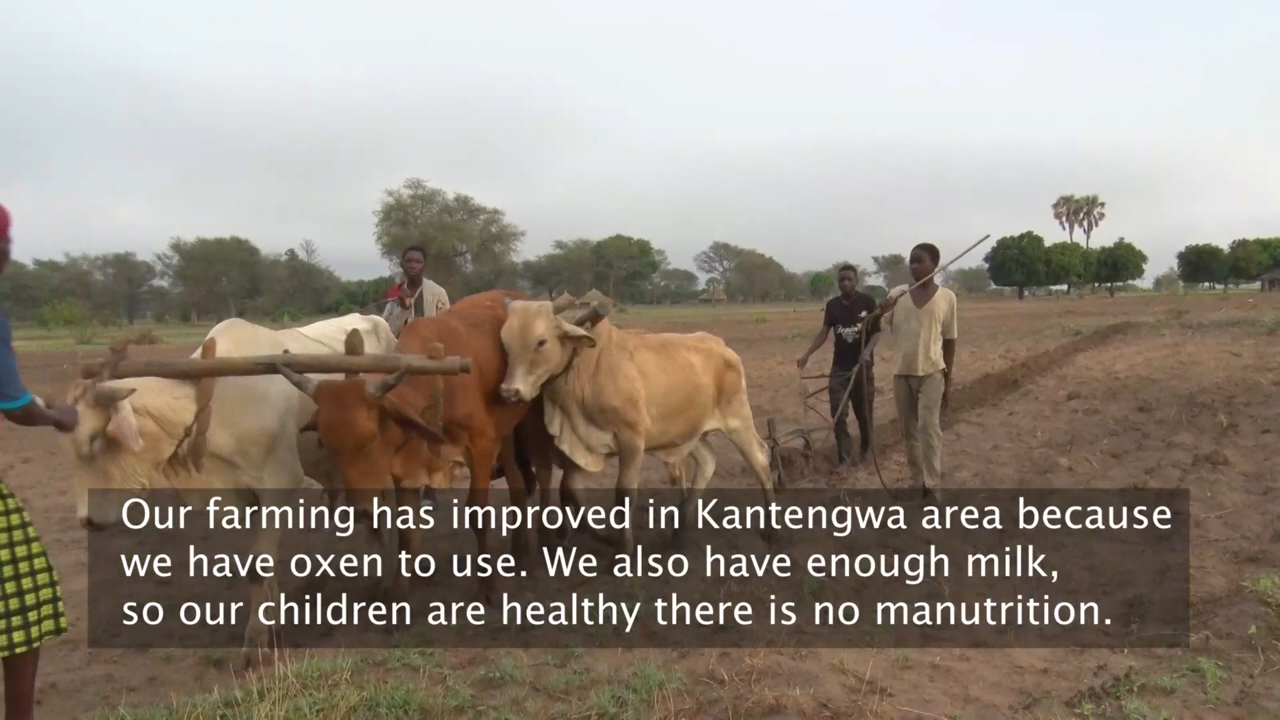 Our farming has improved in Kantengwa area because
we have oxen to use. We also have enough milk,
so our children are healthy there is no manutrition.